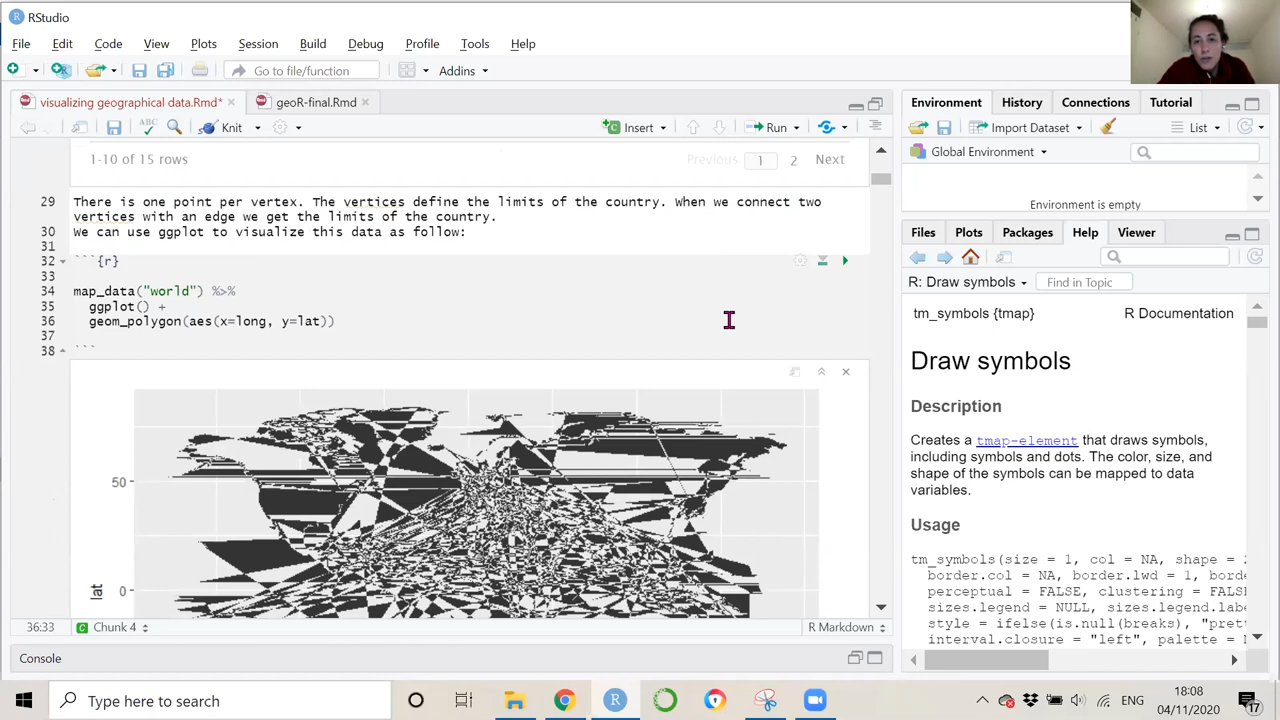 RStudio
File Edit Code View Plots Session Build Debug Profile Tools Help
Go to file/function Addins
visualizing geographical data.Rmd* geoR-final.Rmd
ABC Knit Insert Run
1-10 of 15 rows Previous 1 2 Next
29 There is one point per vertex. The vertices define the limits of the country. When we connect two
vertices with an edge we get the limits of the country.
30 We can use ggplot to visualize this data as follow:
31
32 ```{r}
33
34 map_data("world") %>%
35 ggplot() +
36 geom_polygon(aes(x=long, y=lat))
37
38 ```
50
lat
0
36:33 Chunk 4 R Markdown
Console
Environment History Connections Tutorial
Import Dataset List
Global Environment
Environment is empty
Files Plots Packages Help Viewer
R: Draw symbols Find in Topic
tm_symbols {tmap} R Documentation
Draw symbols
Description
Creates a tmap-element that draws symbols,
including symbols and dots. The color, size, and
shape of the symbols can be mapped to data
variables.
Usage
tm_symbols(size = 1, col = NA, shape =
border.col = NA, border.lwd = 1,
perceptual = FALSE, clustering =
sizes.legend = NULL,
style = ifelse(is.null(breaks),
interval.closure = "left", palette =
Type here to search
ENG
18:08
04/11/2020
17